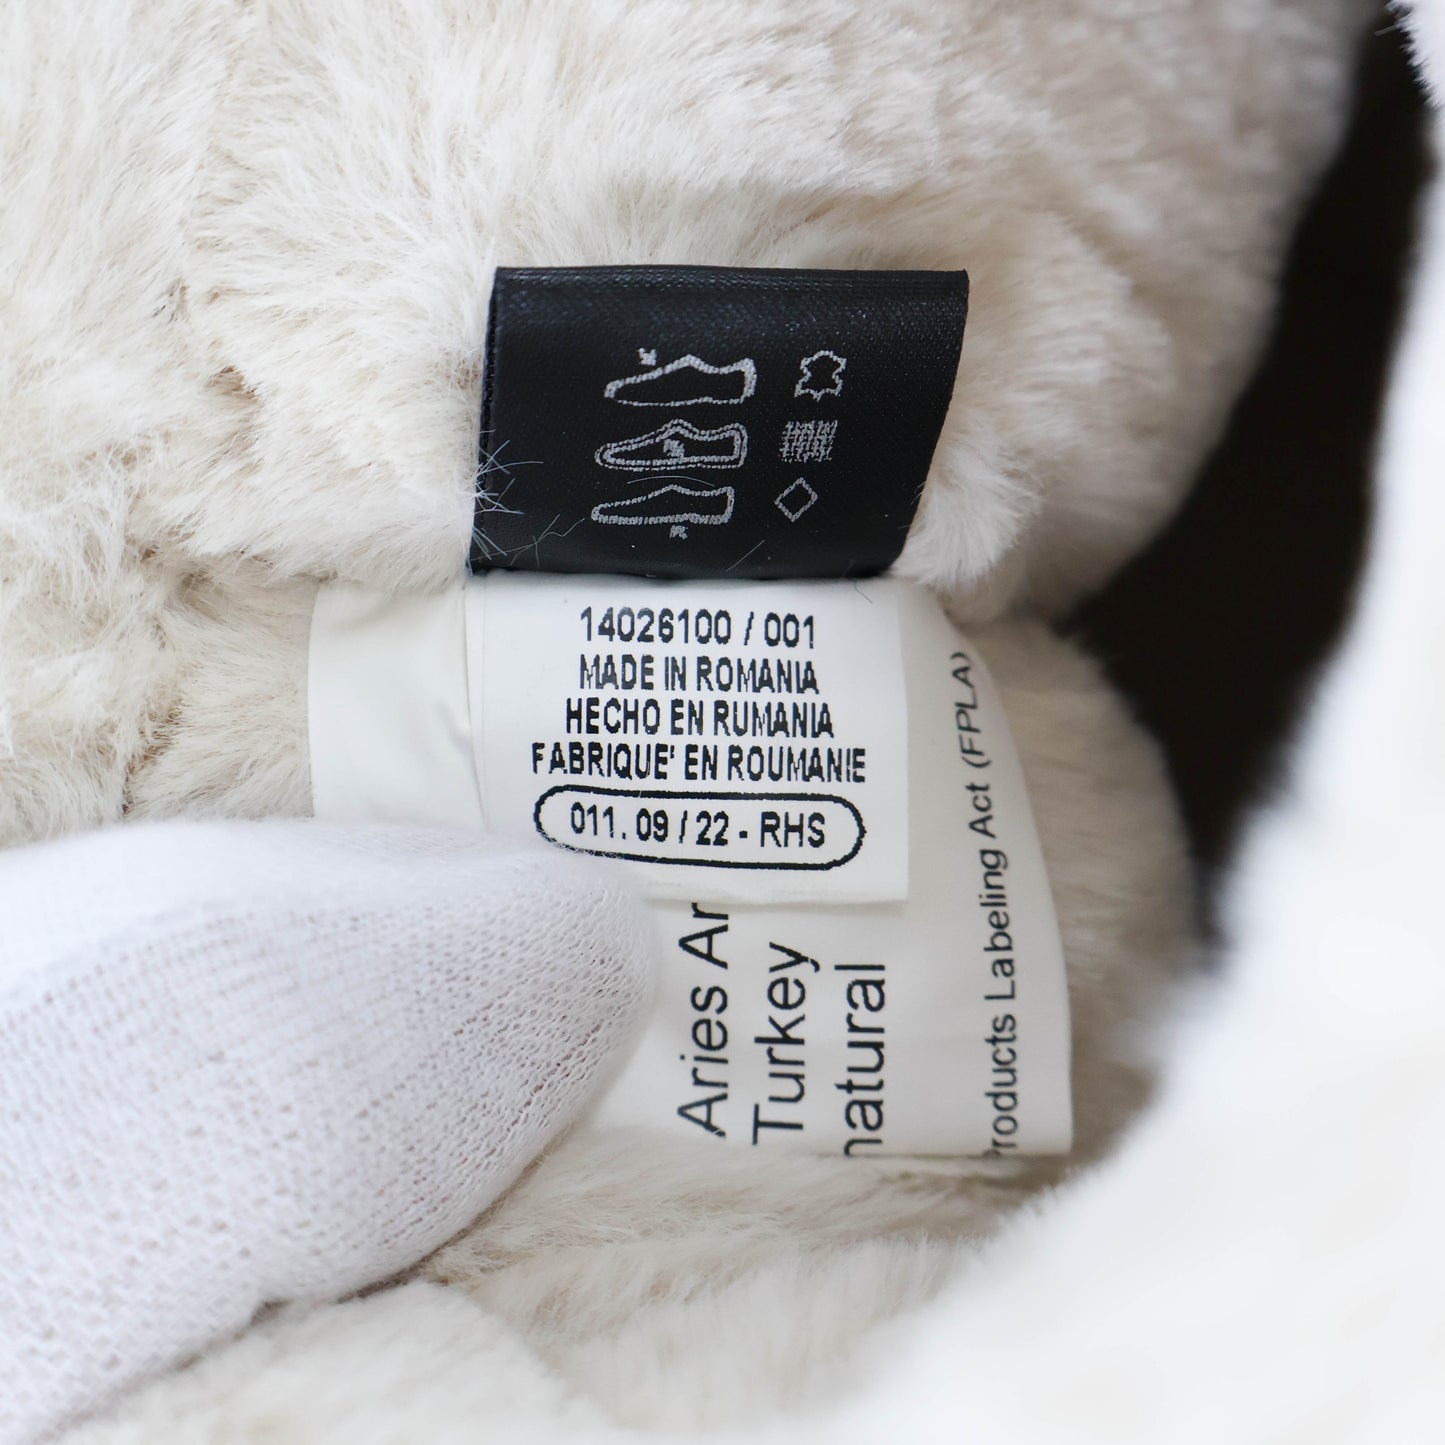 14026100 / 001
MADE IN ROMANIA
HECHO EN RUMANIA
FABRIQUE' EN ROUMANIE
011. 09 / 22 - RHS
Aries Ar
Turkey
natural
Products Labeling Act (FPLA)